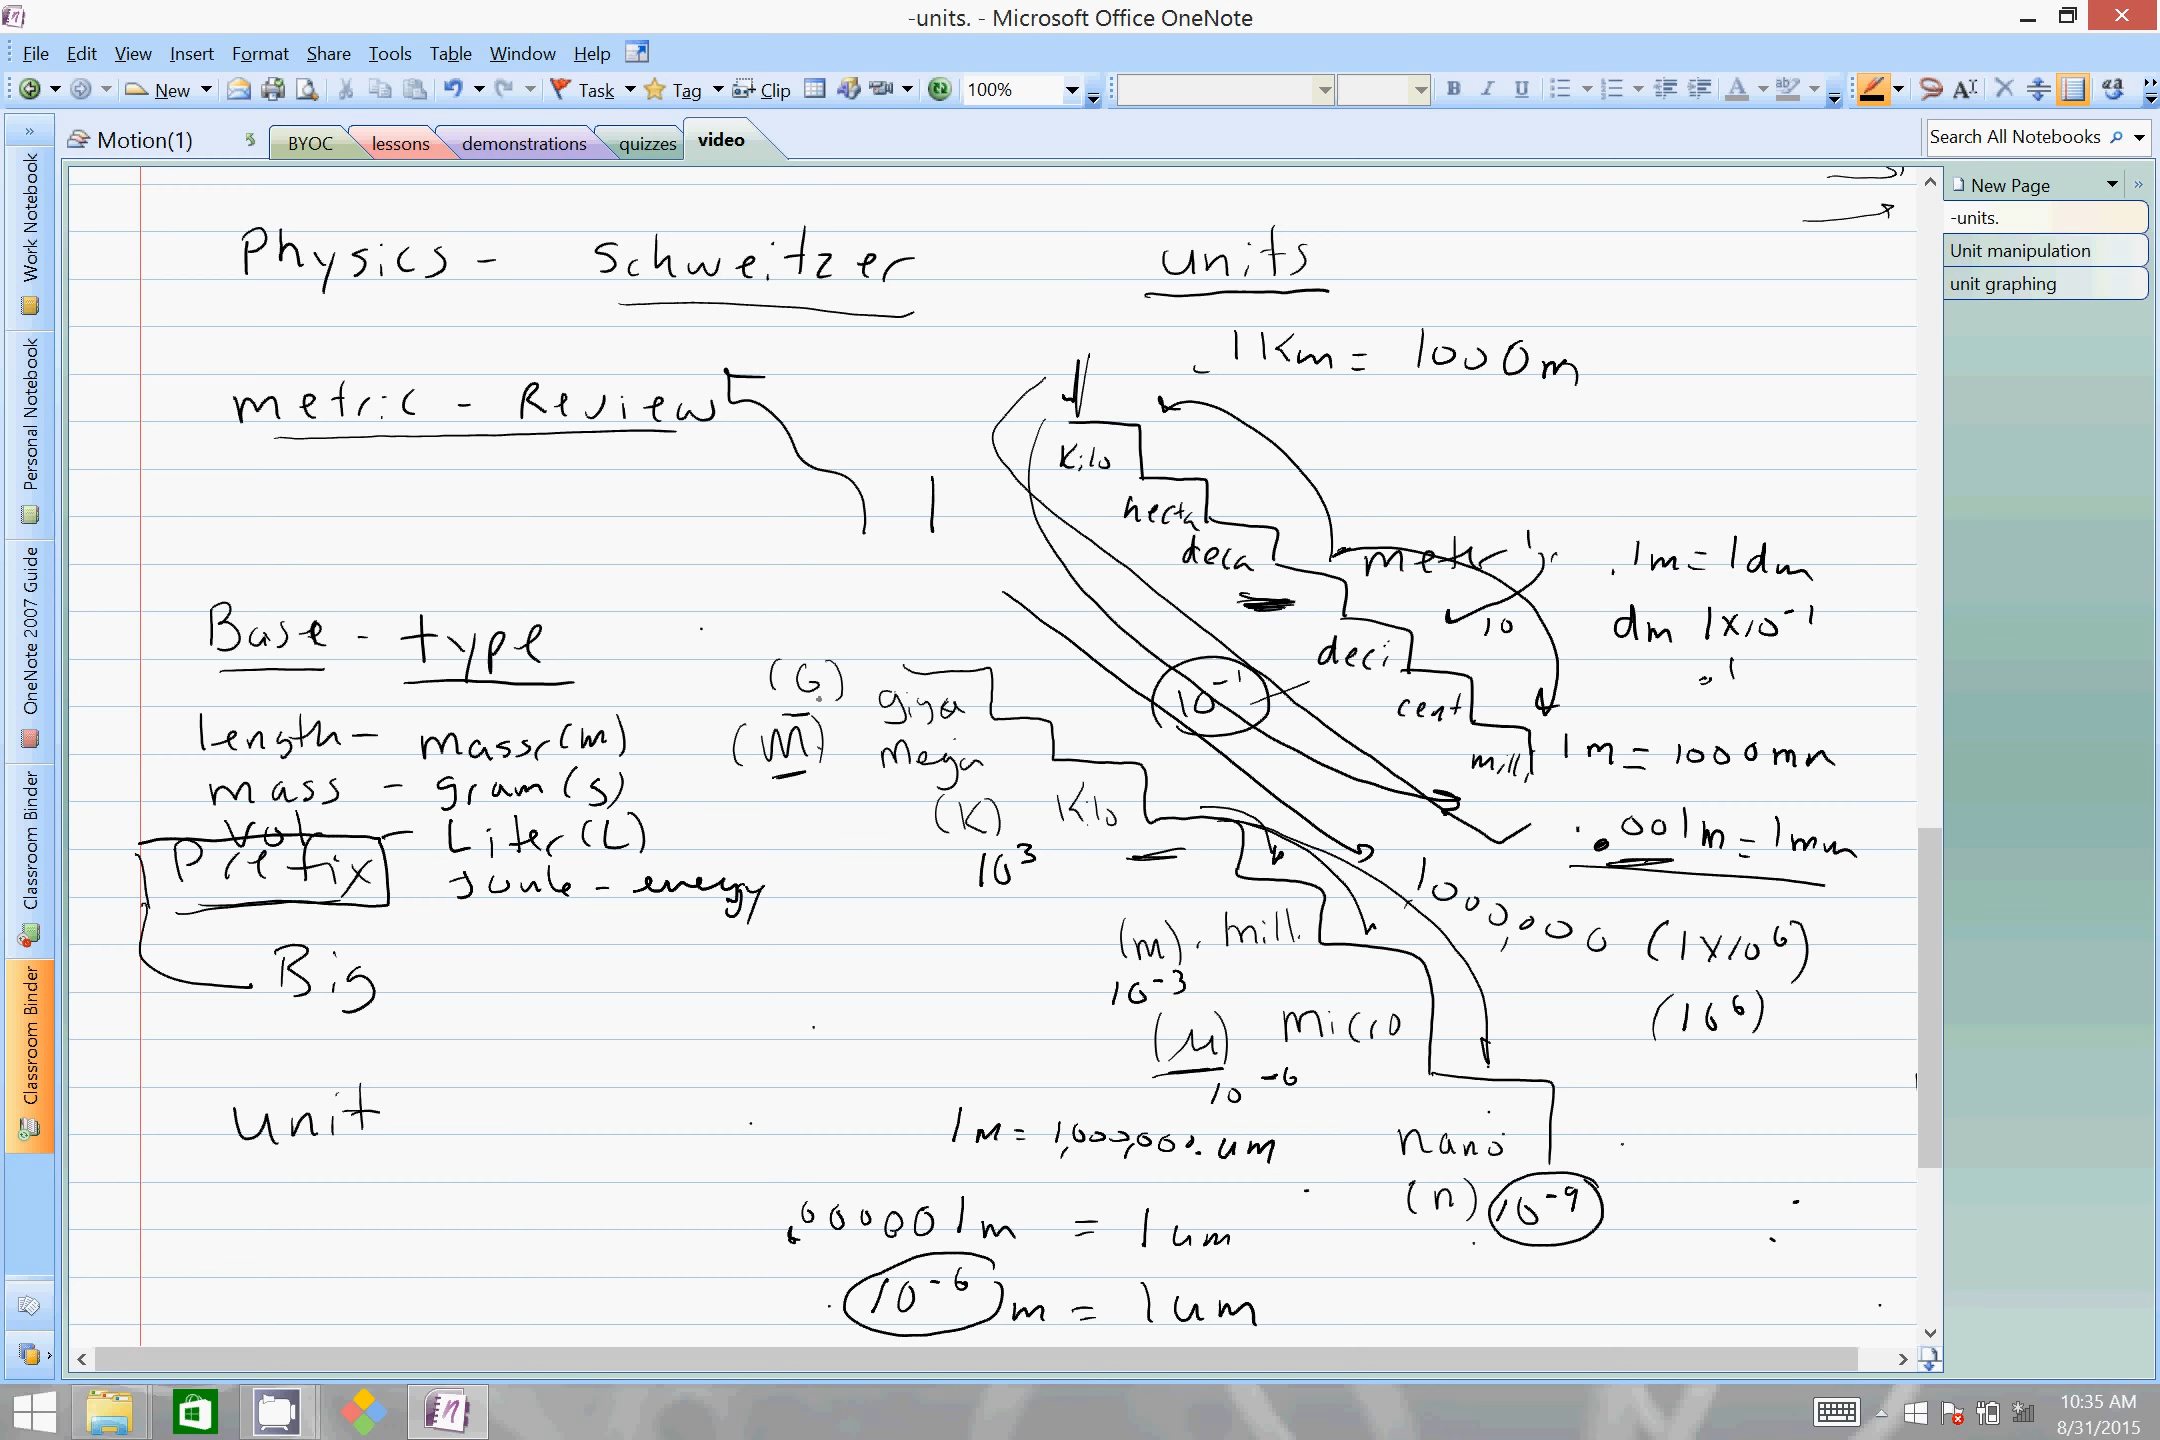 -units. - Microsoft Office OneNote
File Edit View Insert Format Share Tools Table Window Help
New Task Tag Clip 100% B I U
Motion(1) BYOC lessons demonstrations quizzes video Search All Notebooks
New Page
-units.
Unit manipulation
unit graphing
Work Notebook
Personal Notebook
OneNote 2007 Guide
Classroom Binder
Classroom Binder
Physics - Schweitzer units
1 Km = 1000m
metric - Review
Kilo
hecta
deca
meter
.1m = 1dm
10
dm 1x10⁻¹
.1
deci
10⁻¹
cent
mill,
1m = 1000mm
.001m = 1mm
Base - type
length - massr(m)
mass - gram(s)
Vol - Liter(L)
Prefix
Joule - energy
Big
unit
(G) giga
(M) Mega
(K) Kilo
10³
1000,000 (1x10⁶)
(10⁶)
(m). mill.
10⁻³
(μ) micro
10⁻⁶
1m = 1,000,000. um
nano
(n) 10⁻⁹
.000001m = 1um
10⁻⁶ m = 1um
10:35 AM
8/31/2015